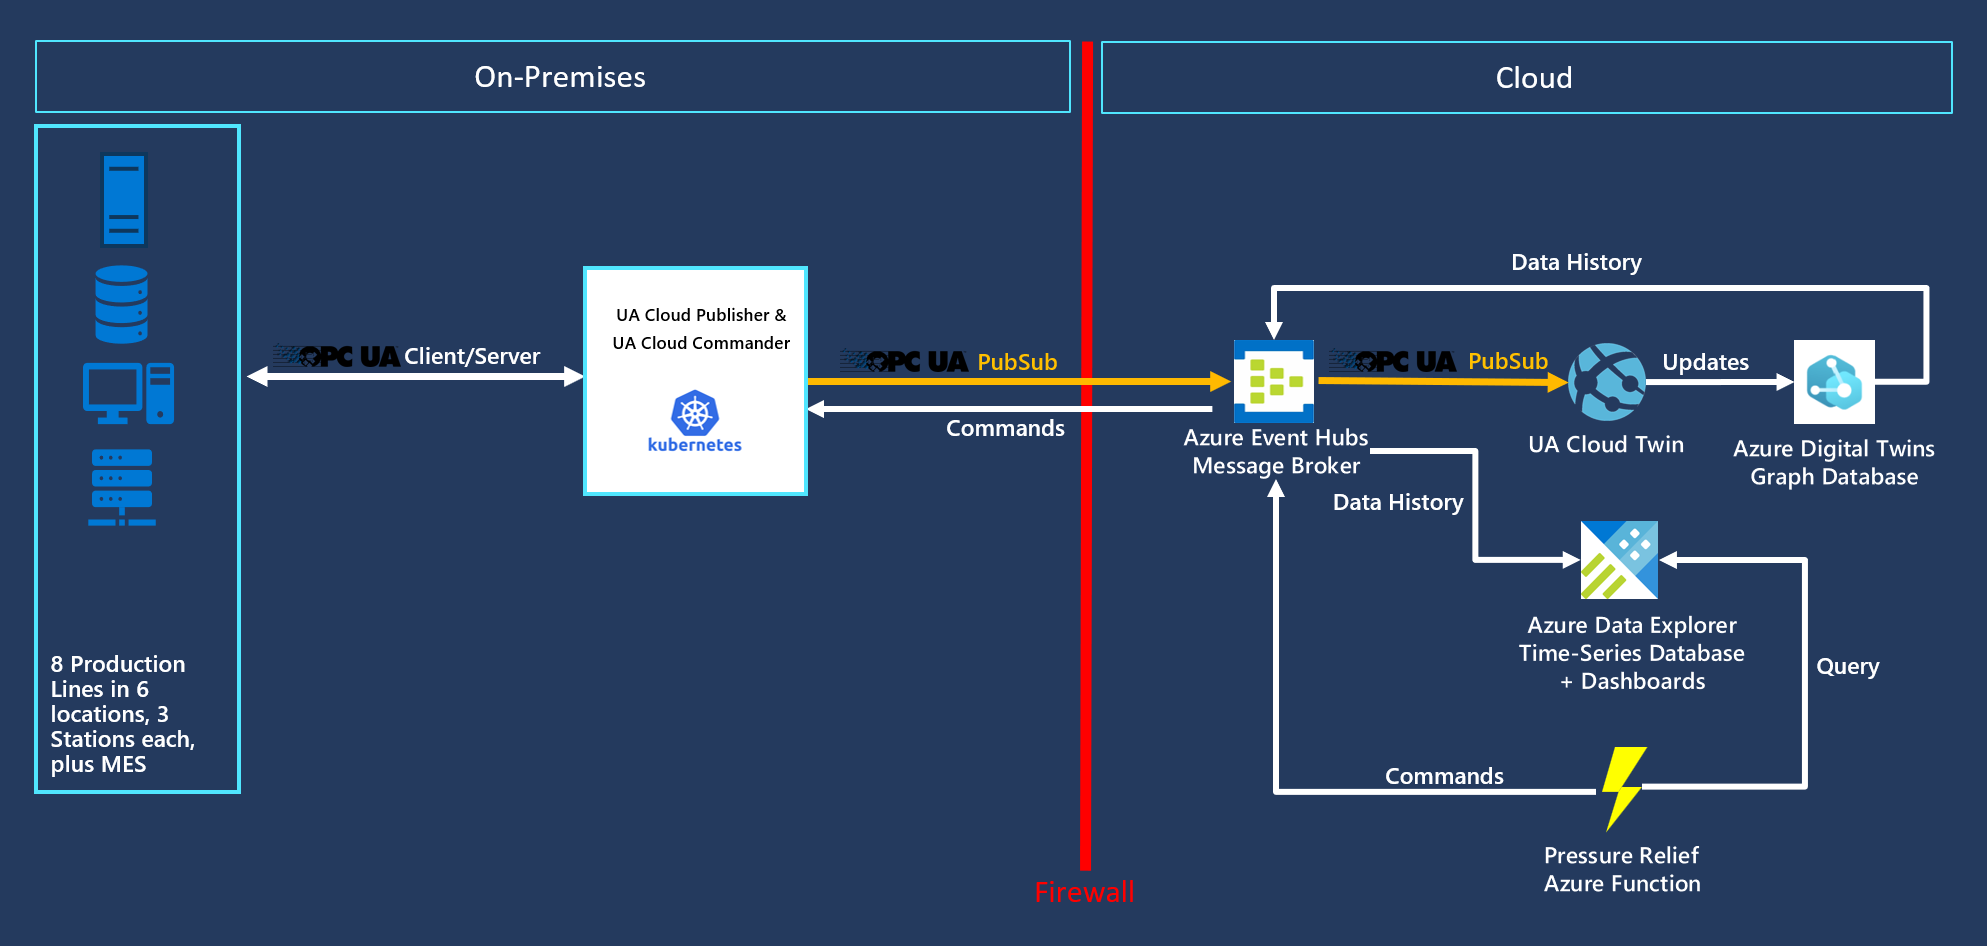 On-Premises
Cloud
8 Production
Lines in 6
locations, 3
Stations each,
plus MES
OPC UA Client/Server
UA Cloud Publisher &
UA Cloud Commander
kubernetes
OPC UA PubSub
Commands
Firewall
Data History
Azure Event Hubs
Message Broker
OPC UA PubSub
UA Cloud Twin
Updates
Azure Digital Twins
Graph Database
Data History
Azure Data Explorer
Time-Series Database
+ Dashboards
Query
Commands
Pressure Relief
Azure Function